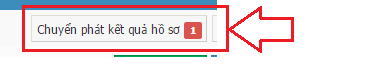 Chuyển phát kết quả hồ sơ 1